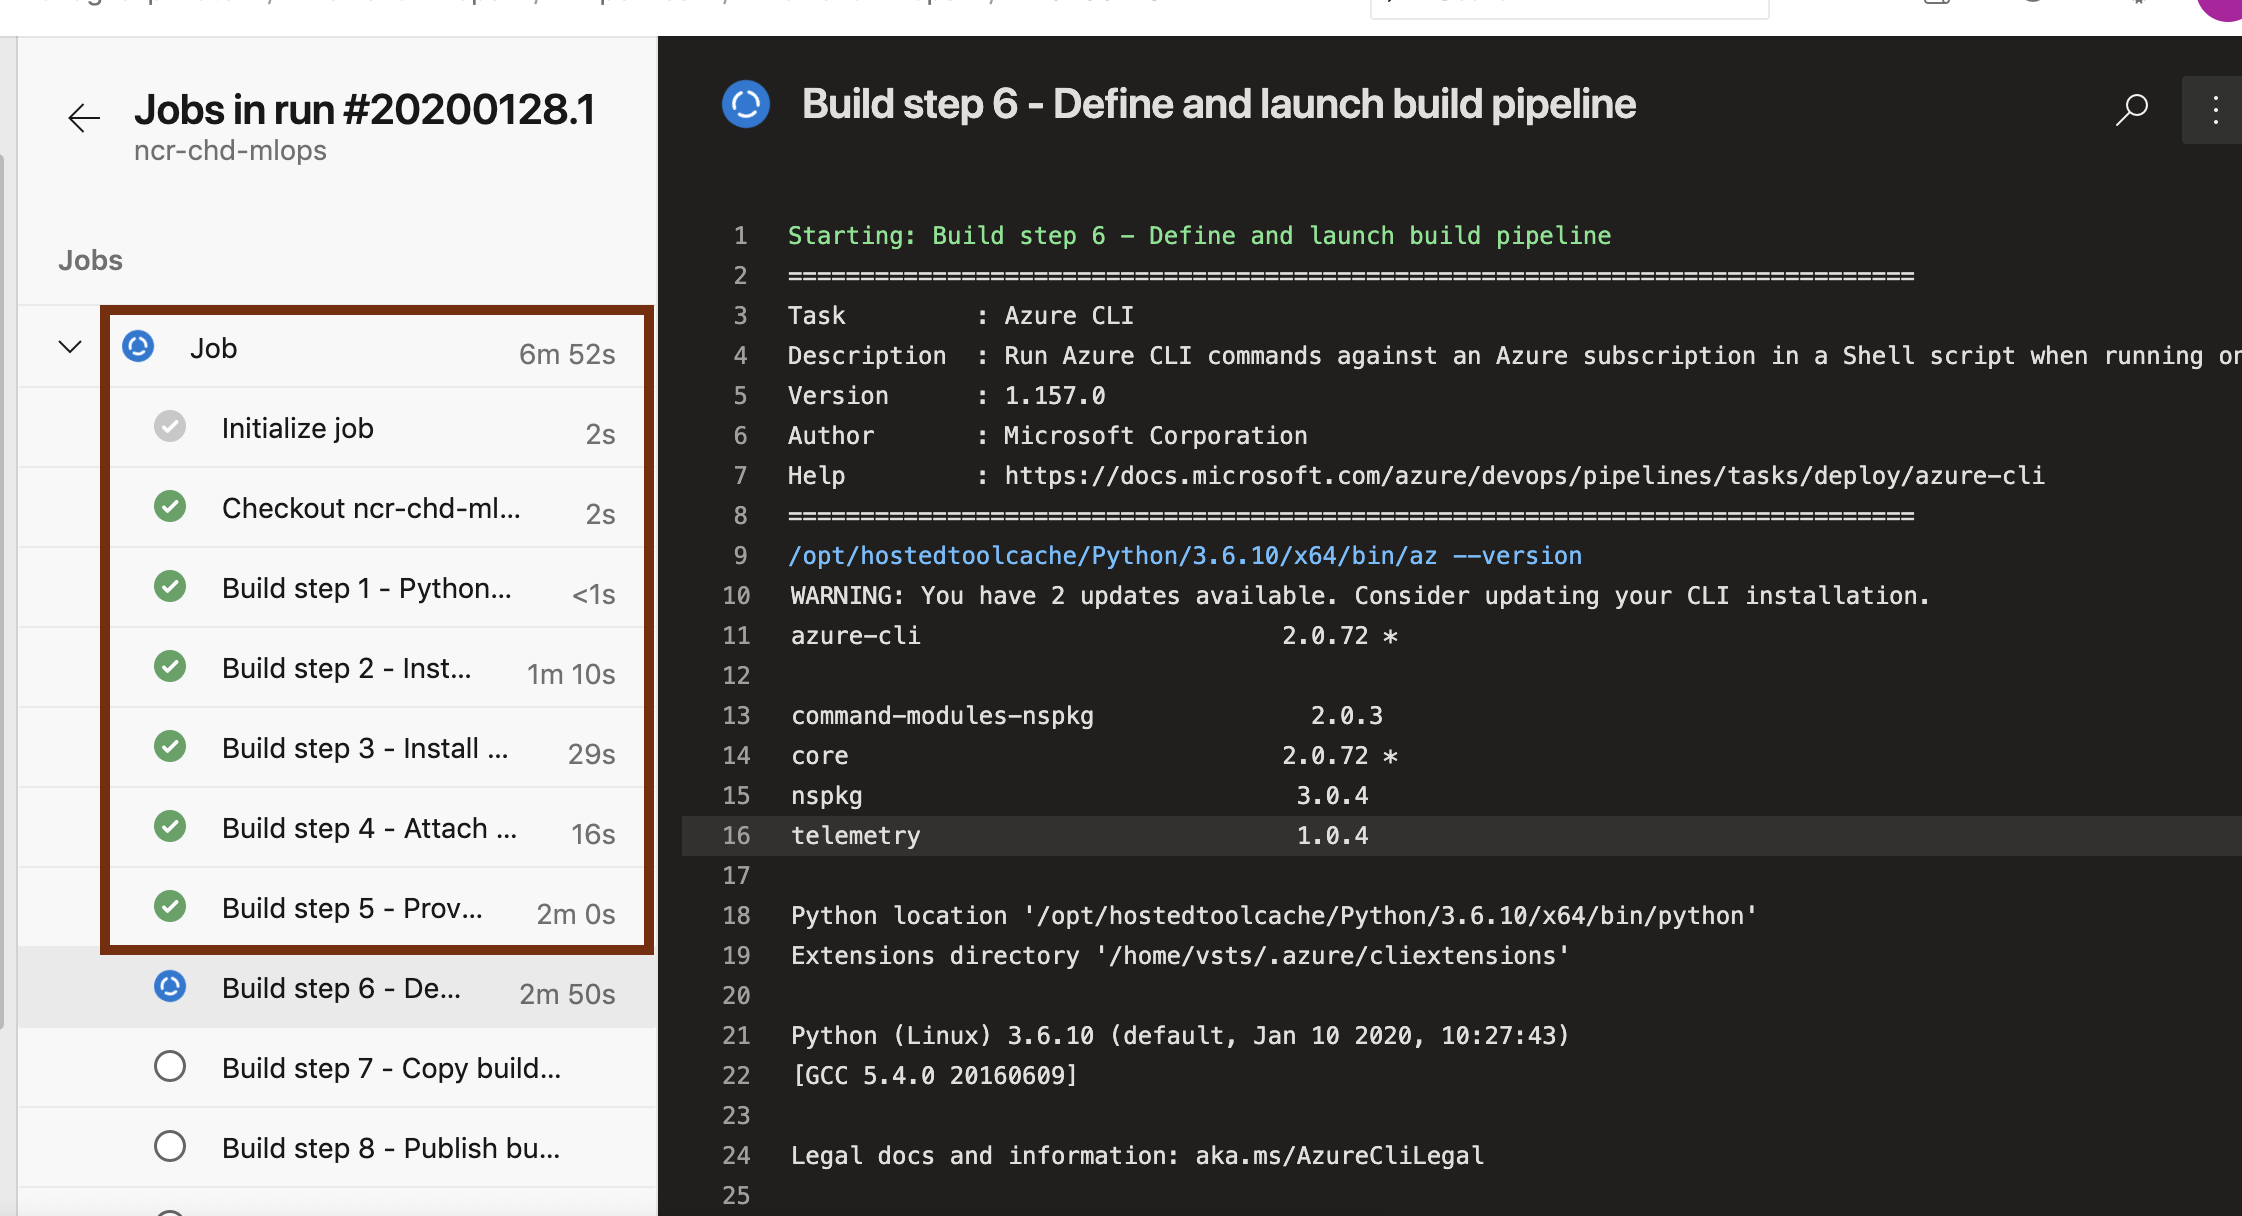 Jobs in run #20200128.1
ncr-chd-mlops
Jobs
Job 6m 52s
Initialize job 2s
Checkout ncr-chd-ml... 2s
Build step 1 - Python... <1s
Build step 2 - Inst... 1m 10s
Build step 3 - Install ... 29s
Build step 4 - Attach ... 16s
Build step 5 - Prov... 2m 0s
Build step 6 - De... 2m 50s
Build step 7 - Copy build...
Build step 8 - Publish bu...
Build step 6 - Define and launch build pipeline
1 Starting: Build step 6 - Define and launch build pipeline
2 ==============================================================================
3 Task : Azure CLI
4 Description : Run Azure CLI commands against an Azure subscription in a Shell script when running on
5 Version : 1.157.0
6 Author : Microsoft Corporation
7 Help : https://docs.microsoft.com/azure/devops/pipelines/tasks/deploy/azure-cli
8 ==============================================================================
9 /opt/hostedtoolcache/Python/3.6.10/x64/bin/az --version
10 WARNING: You have 2 updates available. Consider updating your CLI installation.
11 azure-cli 2.0.72 *
12
13 command-modules-nspkg 2.0.3
14 core 2.0.72 *
15 nspkg 3.0.4
16 telemetry 1.0.4
17
18 Python location '/opt/hostedtoolcache/Python/3.6.10/x64/bin/python'
19 Extensions directory '/home/vsts/.azure/cliextensions'
20
21 Python (Linux) 3.6.10 (default, Jan 10 2020, 10:27:43)
22 [GCC 5.4.0 20160609]
23
24 Legal docs and information: aka.ms/AzureCliLegal
25